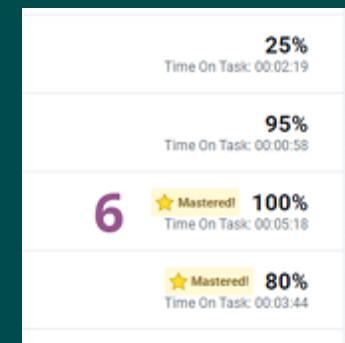 25%
Time On Task: 00:02:19
95%
Time On Task: 00:00:58
6 Mastered! 100%
Time On Task: 00:05:18
Mastered! 80%
Time On Task: 00:03:44